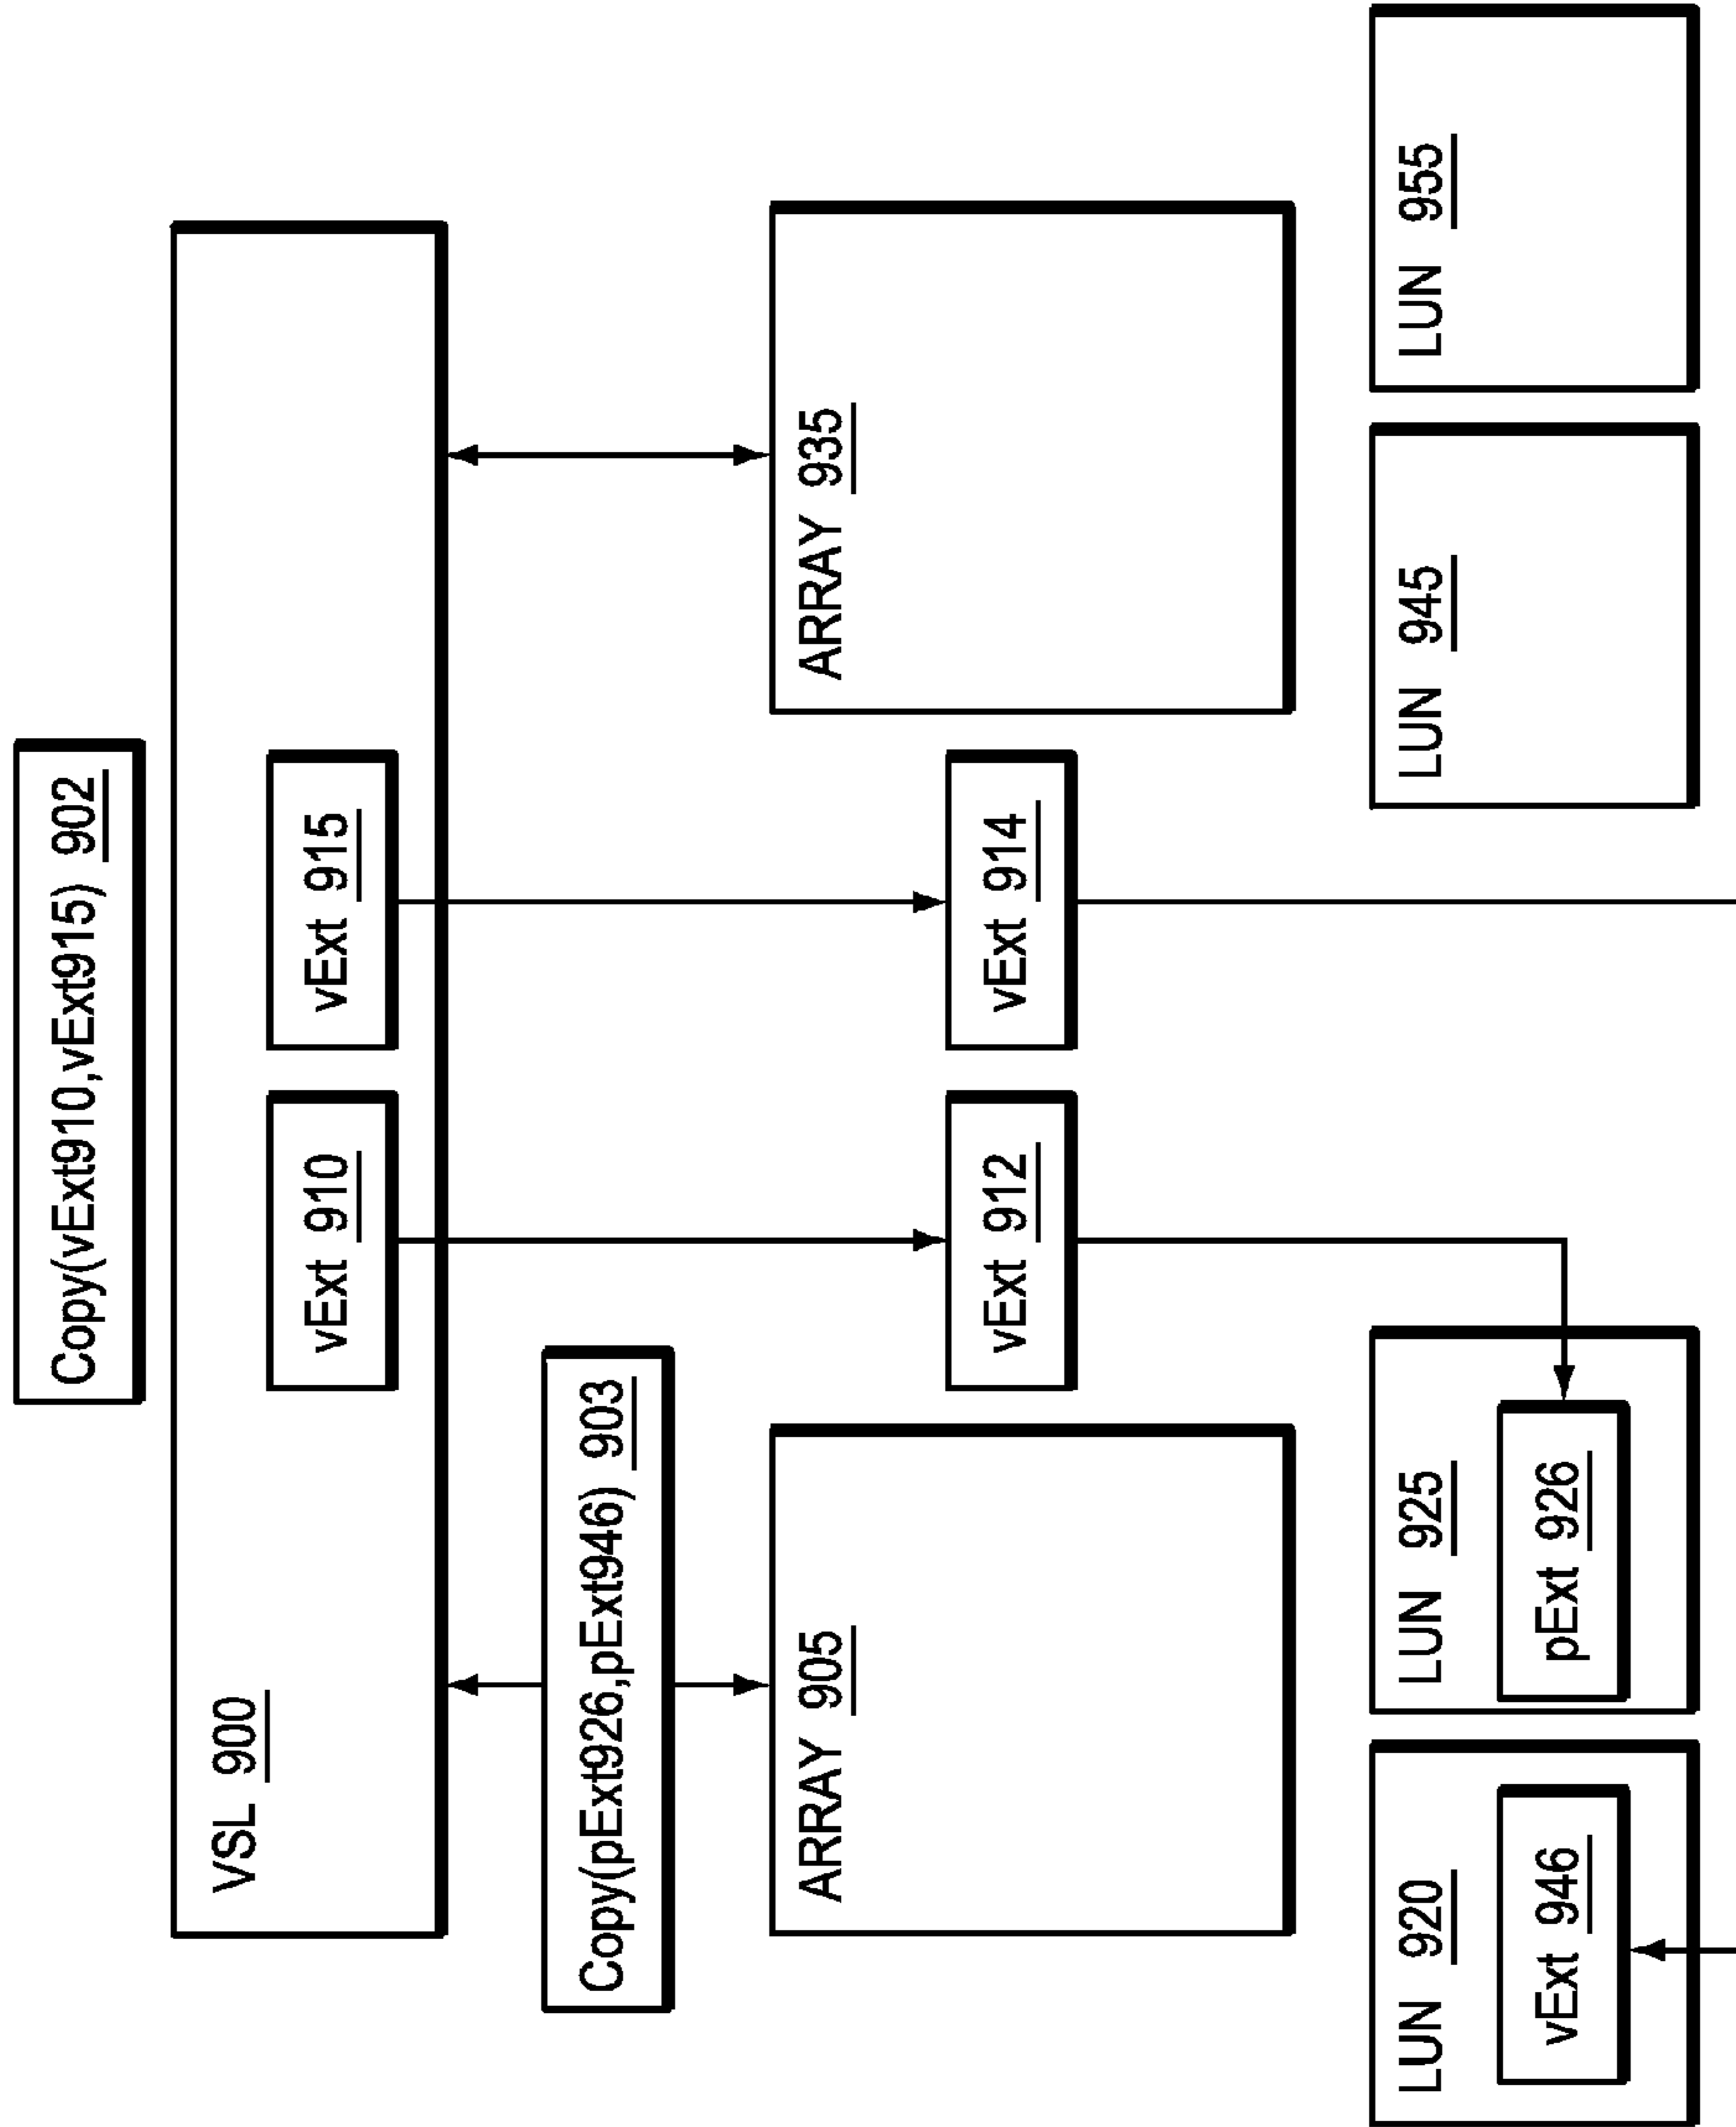 Copy(vExt910,vExt915) 902
VSL 900
vExt 910
vExt 915
Copy(pExt926,pExt946) 903
ARRAY 905
ARRAY 935
vExt 912
vExt 914
LUN 920
LUN 925
LUN 945
LUN 955
vExt 946
pExt 926